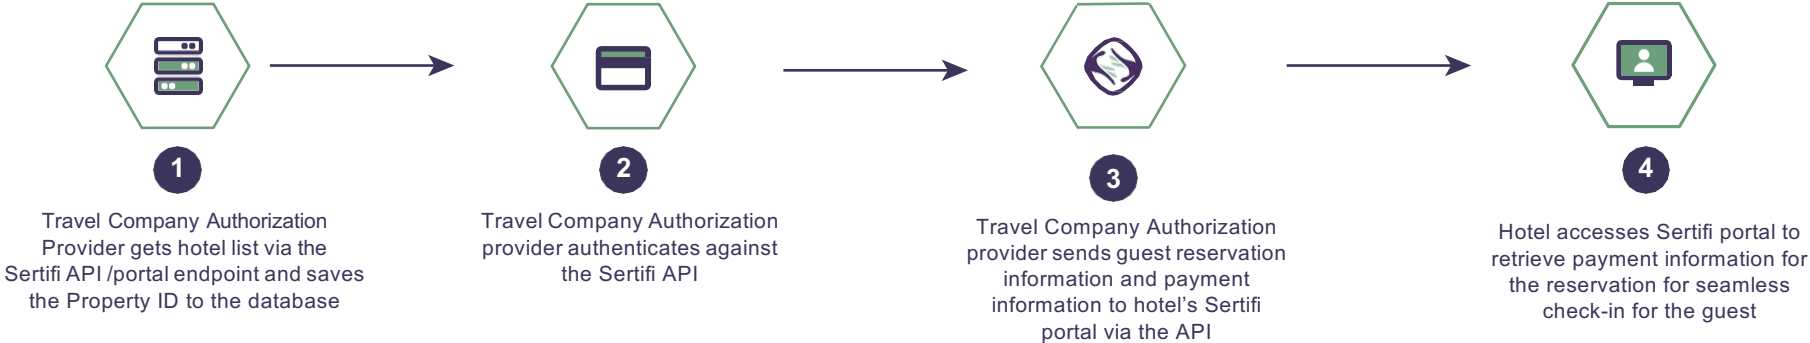 1
Travel Company Authorization
Provider gets hotel list via the
Sertifi API /portal endpoint and saves
the Property ID to the database
2
Travel Company Authorization
provider authenticates against
the Sertifi API
3
Travel Company Authorization
provider sends guest reservation
information and payment
information to hotel’s Sertifi
portal via the API
4
Hotel accesses Sertifi portal to
retrieve payment information for
the reservation for seamless
check-in for the guest